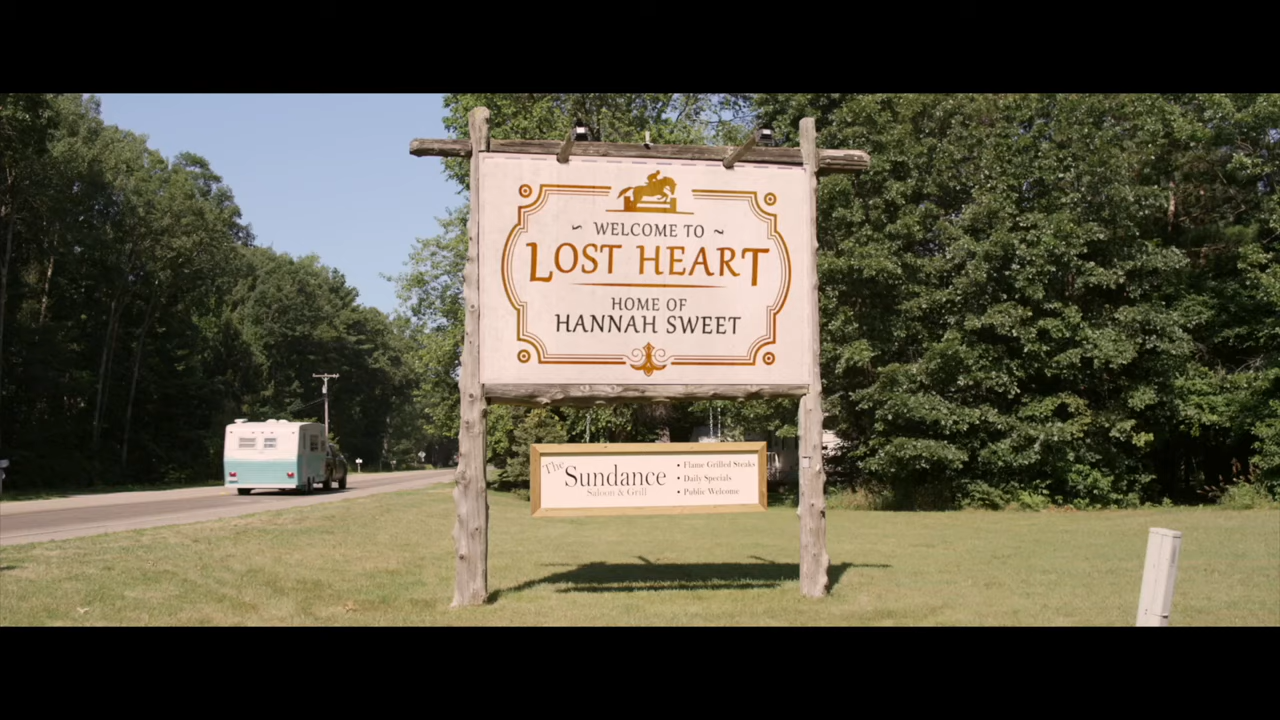 ~ WELCOME TO ~
LOST HEART
HOME OF
HANNAH SWEET
The Sundance
Saloon & Grill
• Flame Grilled Steaks
• Daily Specials
• Public Welcome